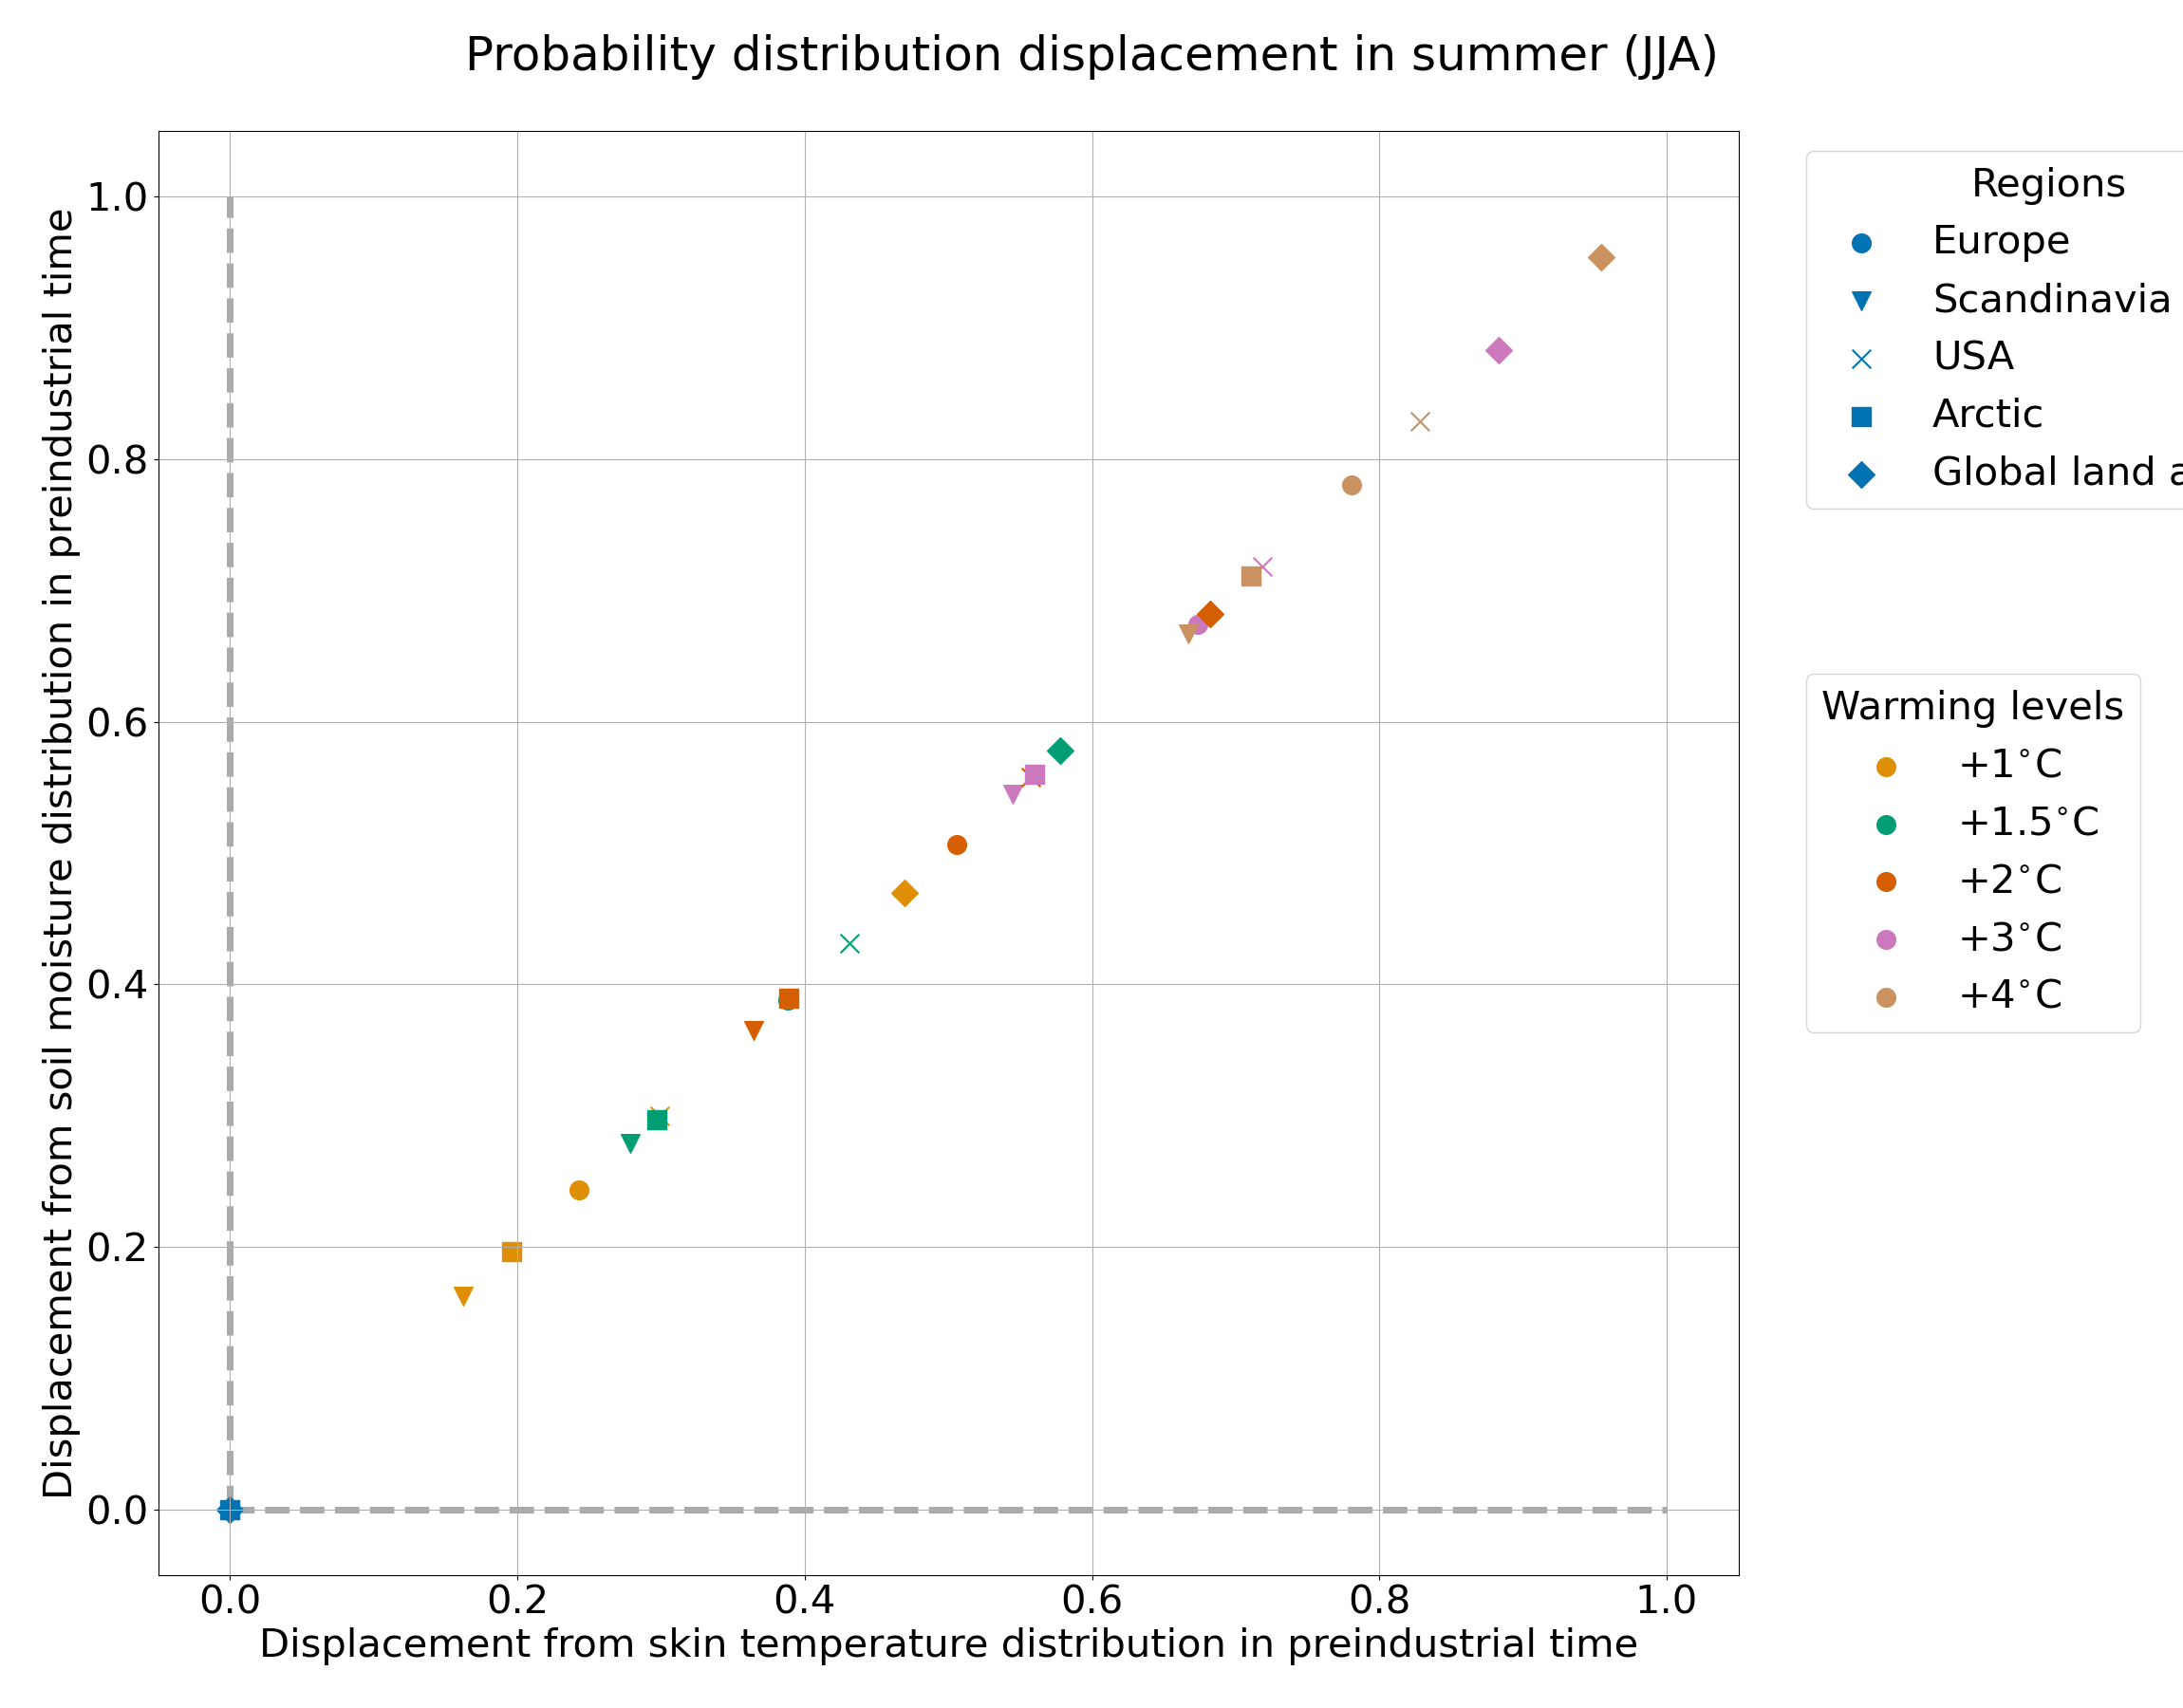 Probability distribution displacement in summer (JJA)
Displacement from soil moisture distribution in preindustrial time
1.0
0.8
0.6
0.4
0.2
0.0
0.0 0.2 0.4 0.6 0.8 1.0
Displacement from skin temperature distribution in preindustrial time
Regions
Europe
Scandinavia
USA
Arctic
Global land
Warming levels
+1°C
+1.5°C
+2°C
+3°C
+4°C